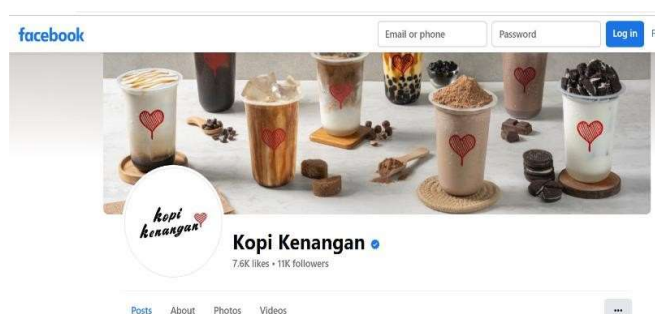 facebook
Email or phone
Password
Log in
kopi
kenangan
Kopi Kenangan
7.6K likes • 11K followers
Posts
About
Photos
Videos
...